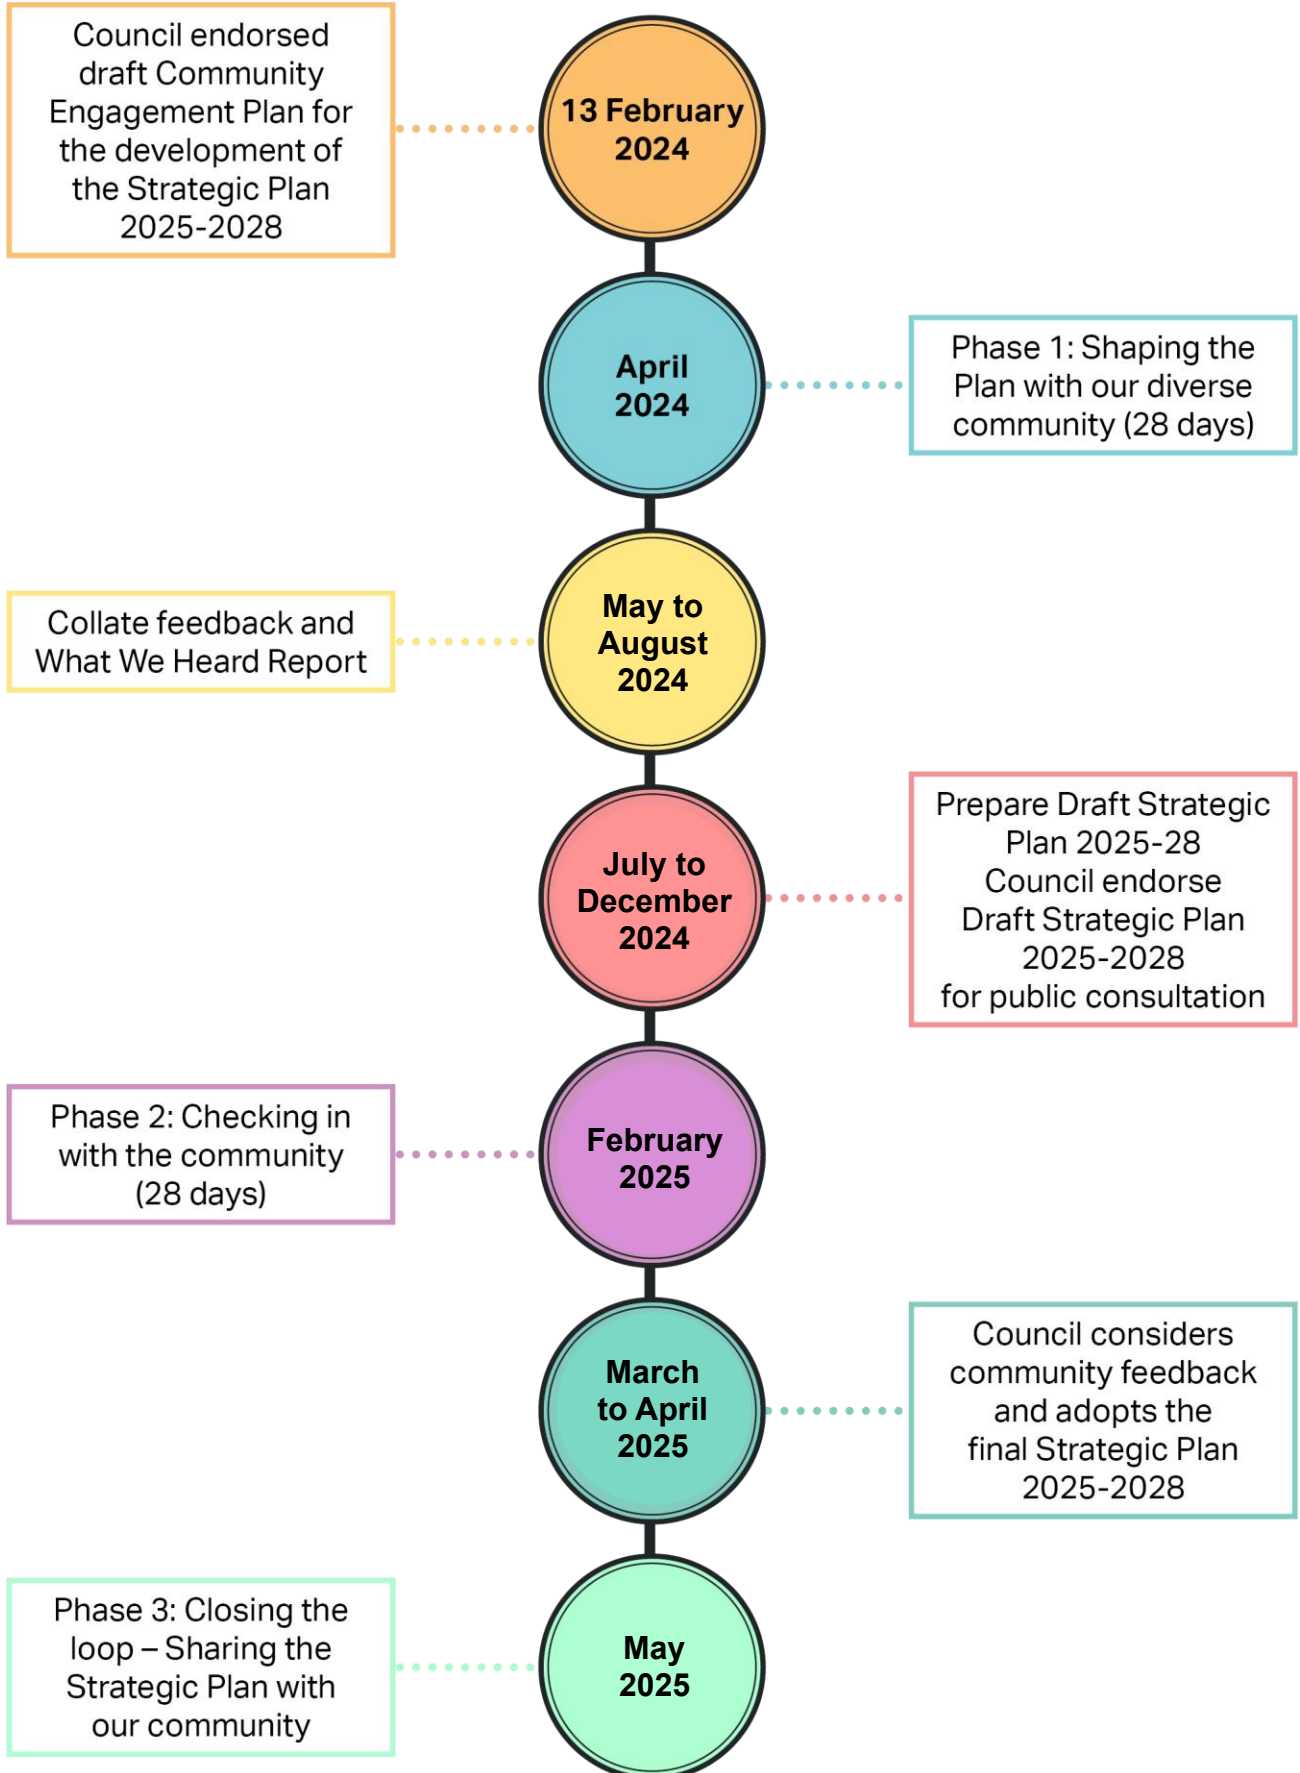 Council endorsed
draft Community
Engagement Plan for
the development of
the Strategic Plan
2025-2028
13 February
2024
April
2024
Phase 1: Shaping the
Plan with our diverse
community (28 days)
Collate feedback and
What We Heard Report
May to
August
2024
July to
December
2024
Prepare Draft Strategic
Plan 2025-28
Council endorse
Draft Strategic Plan
2025-2028
for public consultation
Phase 2: Checking in
with the community
(28 days)
February
2025
March
to April
2025
Council considers
community feedback
and adopts the
final Strategic Plan
2025-2028
Phase 3: Closing the
loop – Sharing the
Strategic Plan with
our community
May
2025